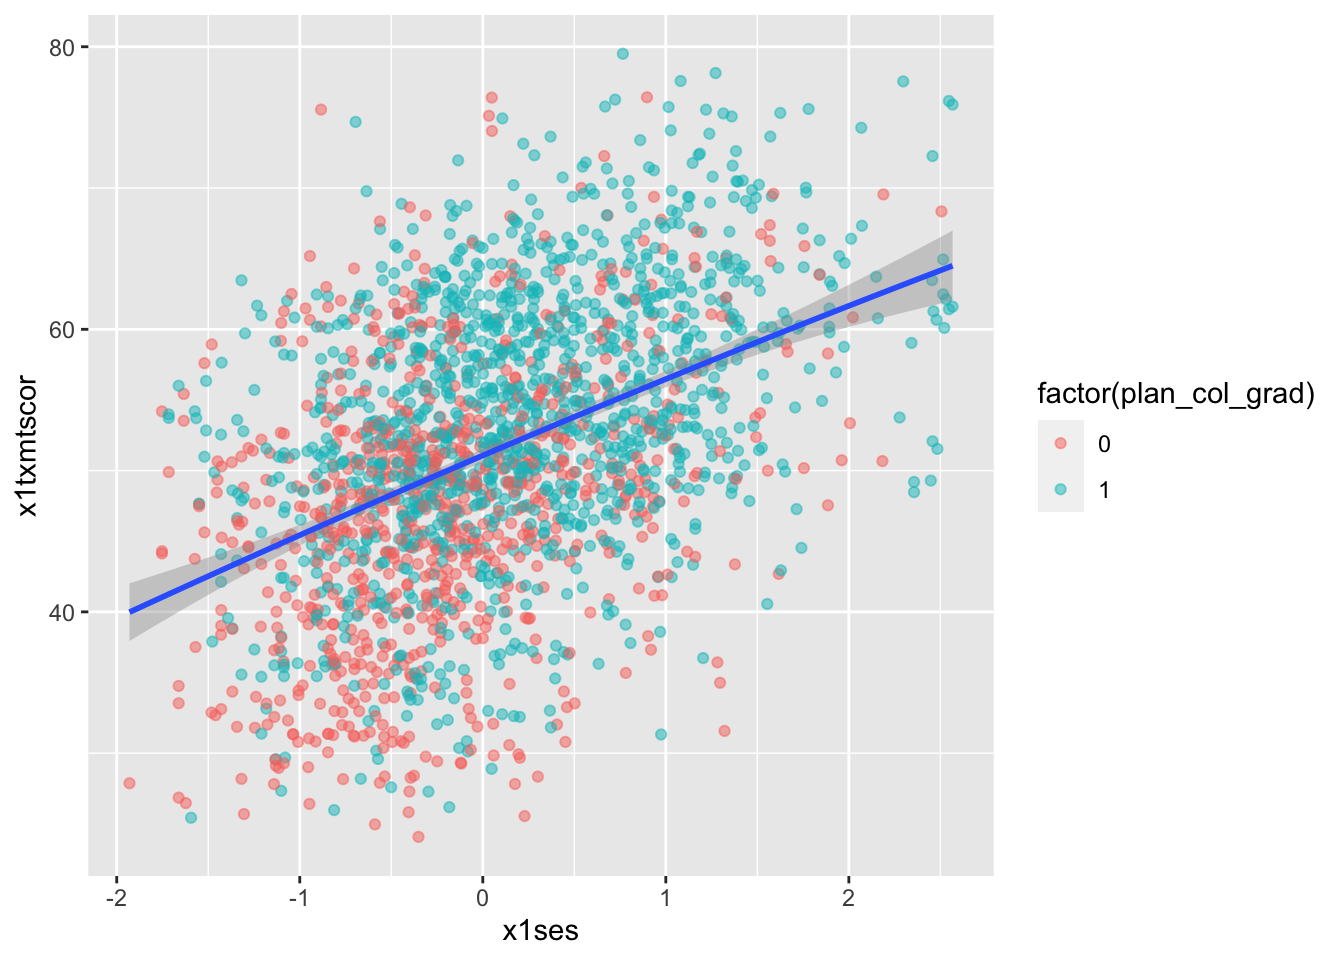 80
60
40
x1txmtscor
-2 -1 0 1 2
x1ses
factor(plan_col_grad)
0
1